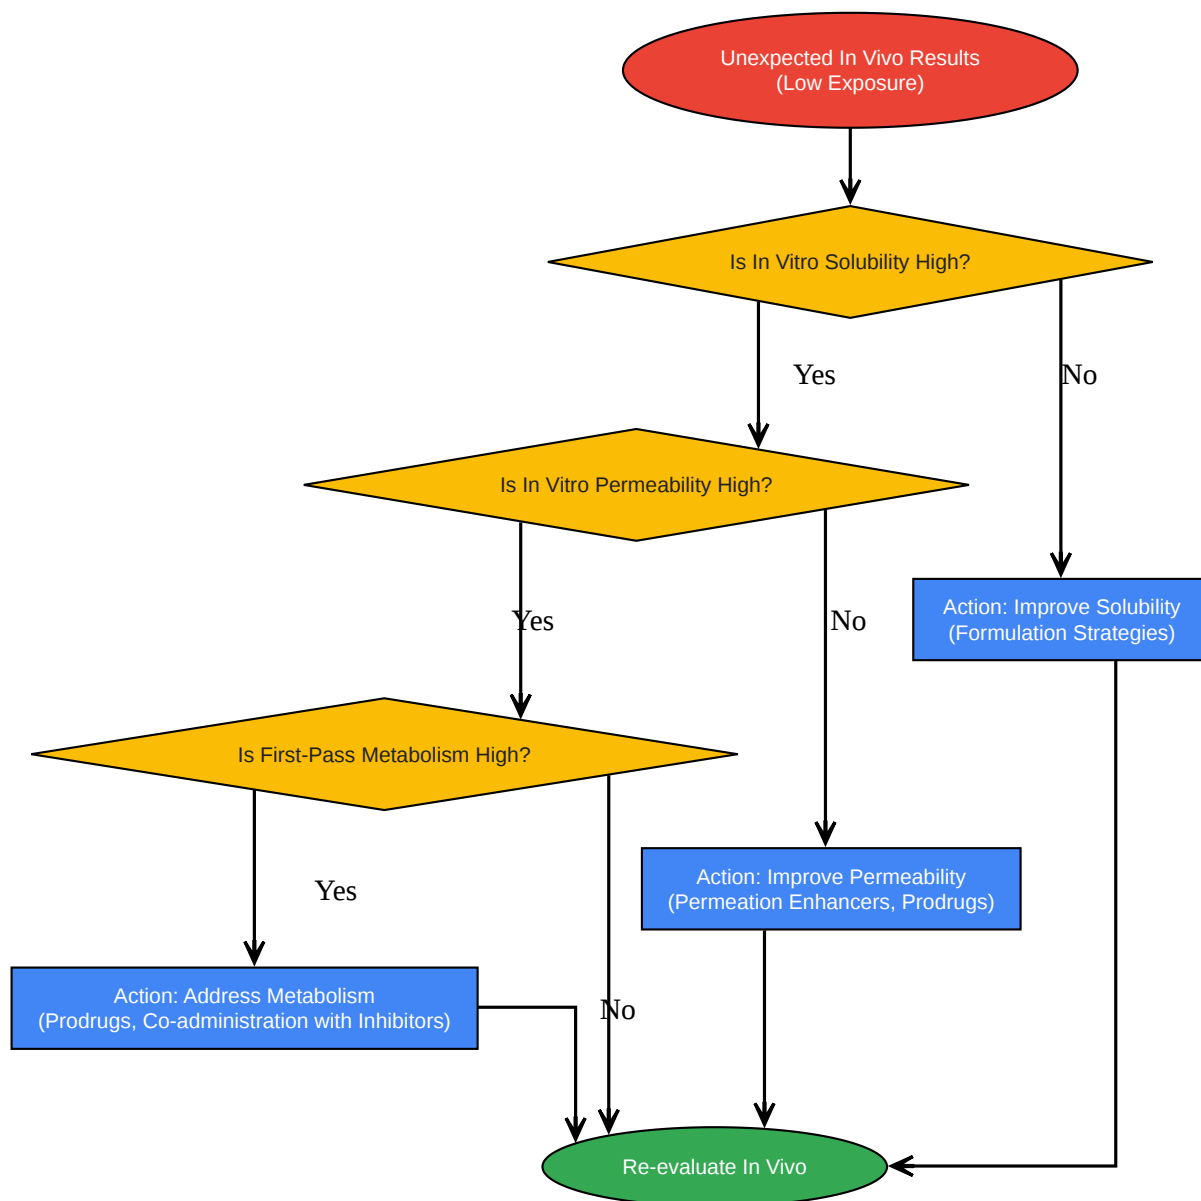 Unexpected In Vivo Results
(Low Exposure)
Is In Vitro Solubility High?
Yes
No
Is In Vitro Permeability High?
Yes
No
Action: Improve Solubility
(Formulation Strategies)
Is First-Pass Metabolism High?
Yes
Action: Improve Permeability
(Permeation Enhancers, Prodrugs)
Action: Address Metabolism
(Prodrugs, Co-administration with Inhibitors)
No
Re-evaluate In Vivo